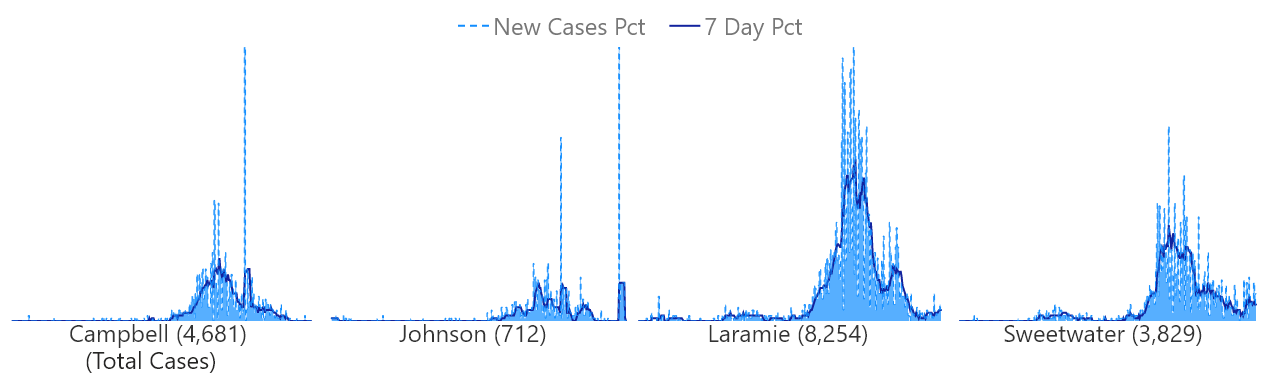 New Cases Pct 7 Day Pct
Campbell (4,681) Johnson (712) Laramie (8,254) Sweetwater (3,829)
(Total Cases)